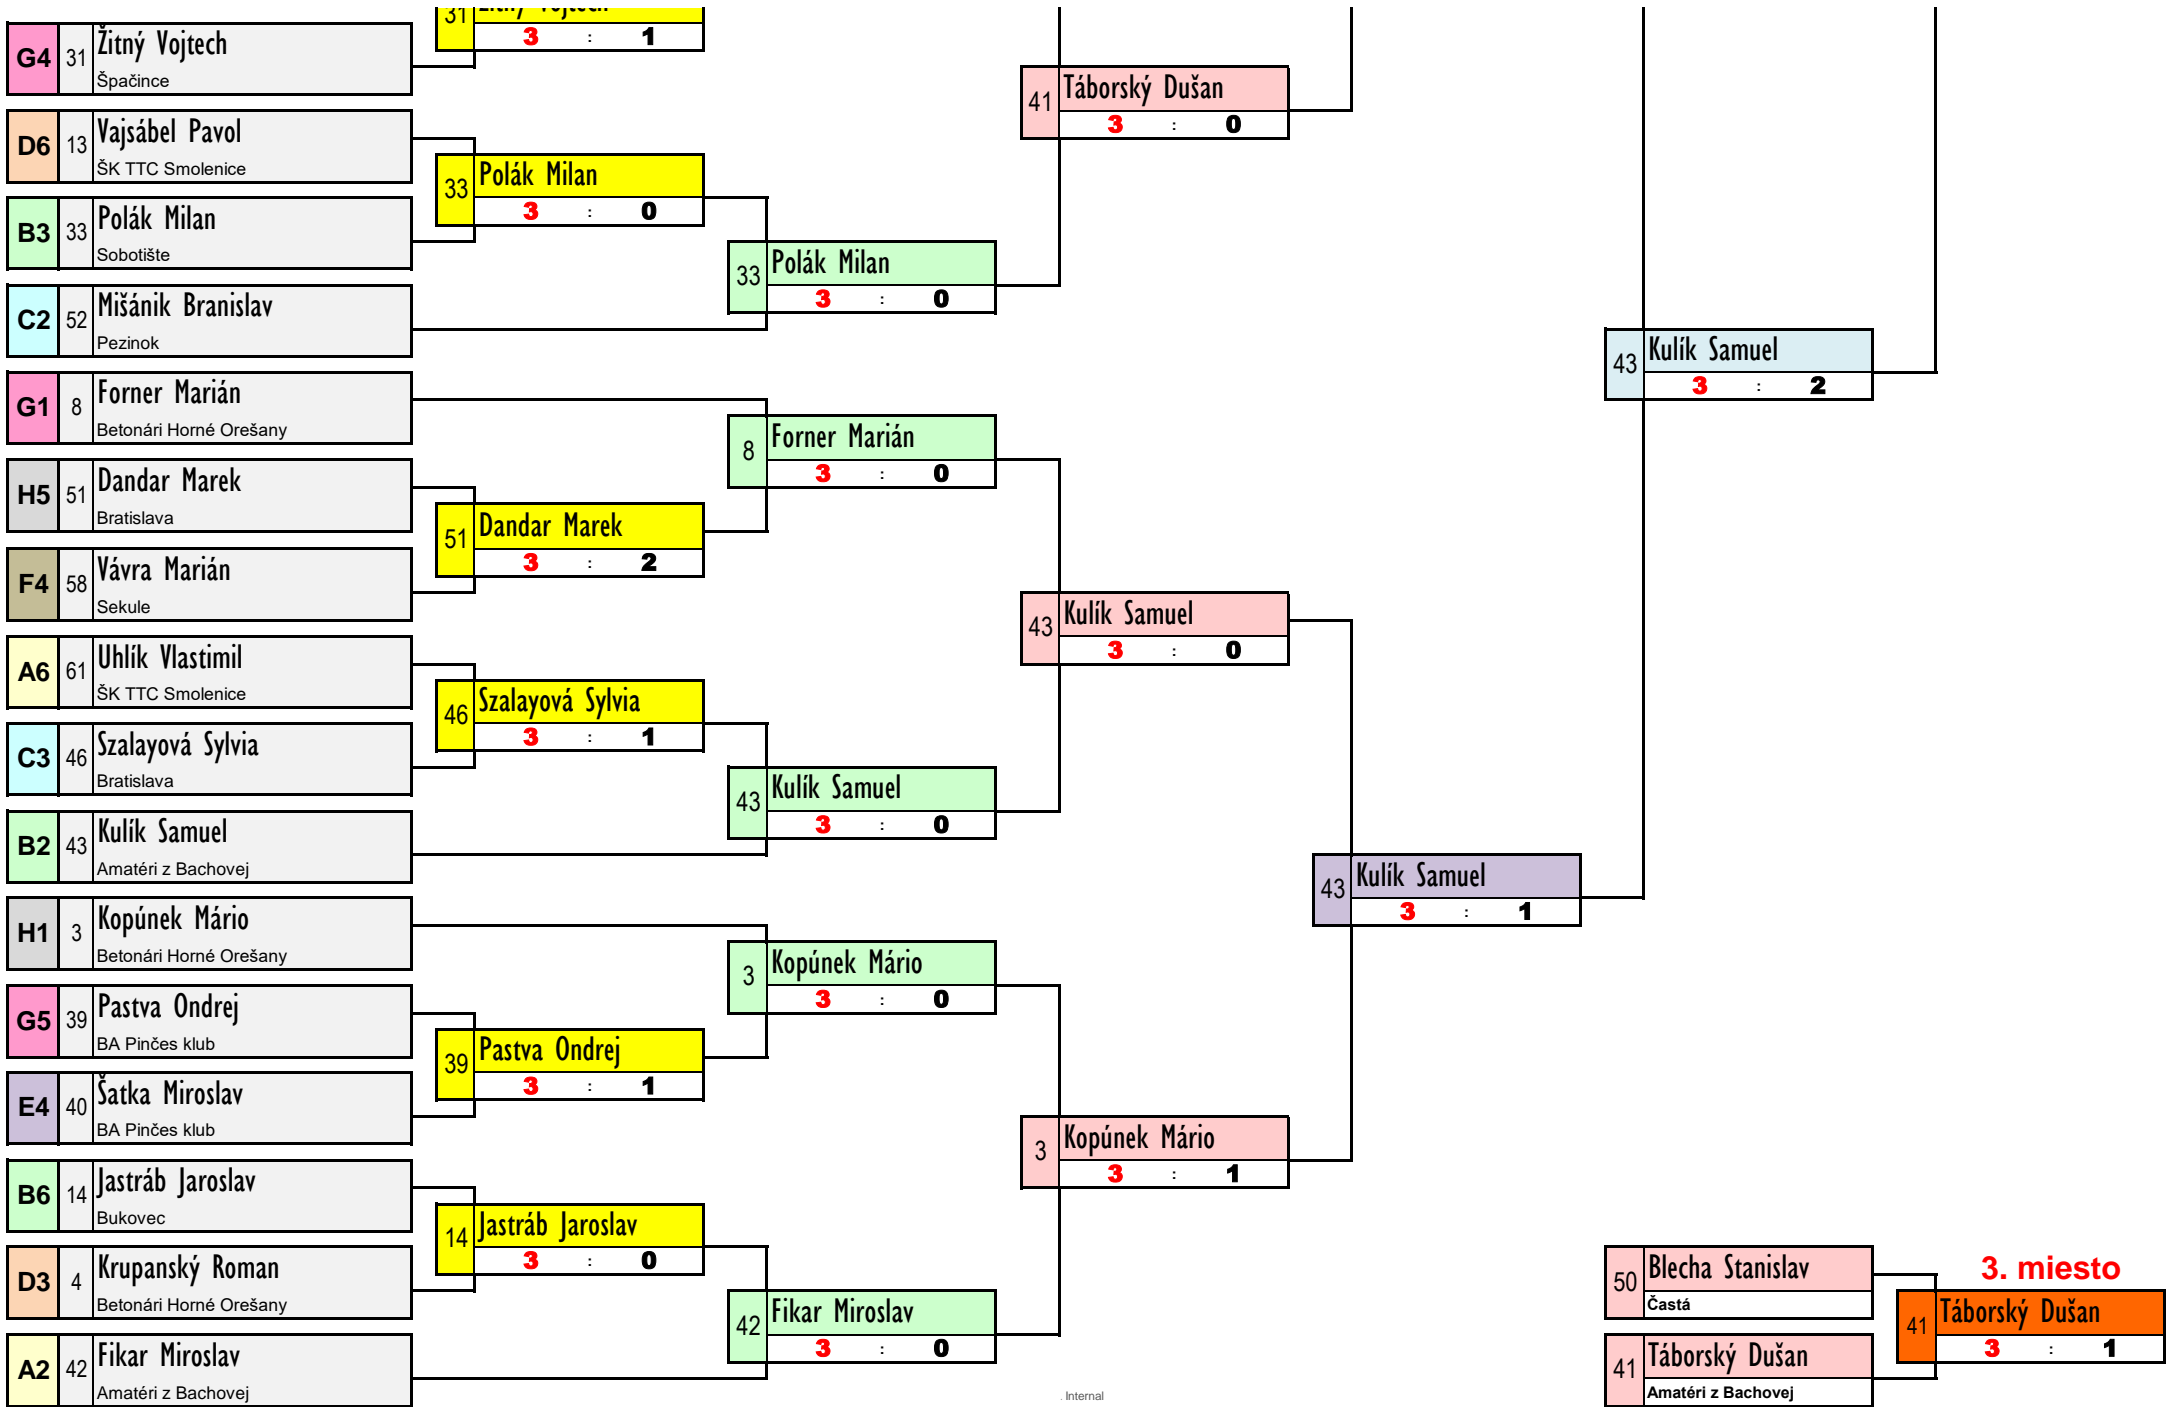 G4 31 Žitný Vojtech
Špačince
D6 13 Vajsábel Pavol
ŠK TTC Smolenice
B3 33 Polák Milan
Sobotište
C2 52 Mišánik Branislav
Pezinok
G1 8 Forner Marián
Betonári Horné Orešany
H5 51 Dandar Marek
Bratislava
F4 58 Vávra Marián
Sekule
A6 61 Uhlík Vlastimil
ŠK TTC Smolenice
C3 46 Szalayová Sylvia
Bratislava
B2 43 Kulík Samuel
Amatéri z Bachovej
H1 3 Kopúnek Mário
Betonári Horné Orešany
G5 39 Pastva Ondrej
BA Pinčes klub
E4 40 Šatka Miroslav
BA Pinčes klub
B6 14 Jastráb Jaroslav
Bukovec
D3 4 Krupanský Roman
Betonári Horné Orešany
A2 42 Fikar Miroslav
Amatéri z Bachovej
31 Žitný Vojtech
3 : 1
33 Polák Milan
3 : 0
51 Dandar Marek
3 : 2
46 Szalayová Sylvia
3 : 1
39 Pastva Ondrej
3 : 1
14 Jastráb Jaroslav
3 : 0
33 Polák Milan
3 : 0
8 Forner Marián
3 : 0
43 Kulík Samuel
3 : 0
3 Kopúnek Mário
3 : 0
42 Fikar Miroslav
3 : 0
41 Táborský Dušan
3 : 0
43 Kulík Samuel
3 : 0
3 Kopúnek Mário
3 : 1
43 Kulík Samuel
3 : 1
43 Kulík Samuel
3 : 2
50 Blecha Stanislav
Častá
41 Táborský Dušan
Amatéri z Bachovej
3. miesto
41 Táborský Dušan
3 : 1
. Internal